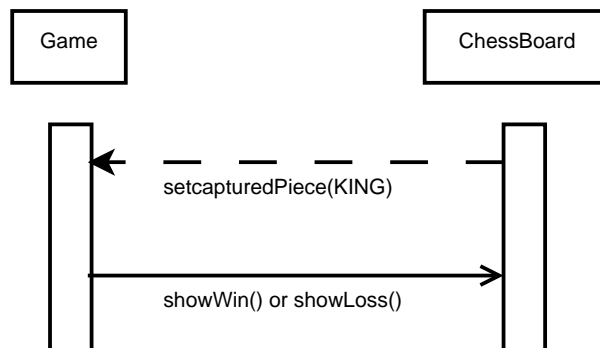 Game
ChessBoard
setcapturedPiece(KING)
showWin() or showLoss()